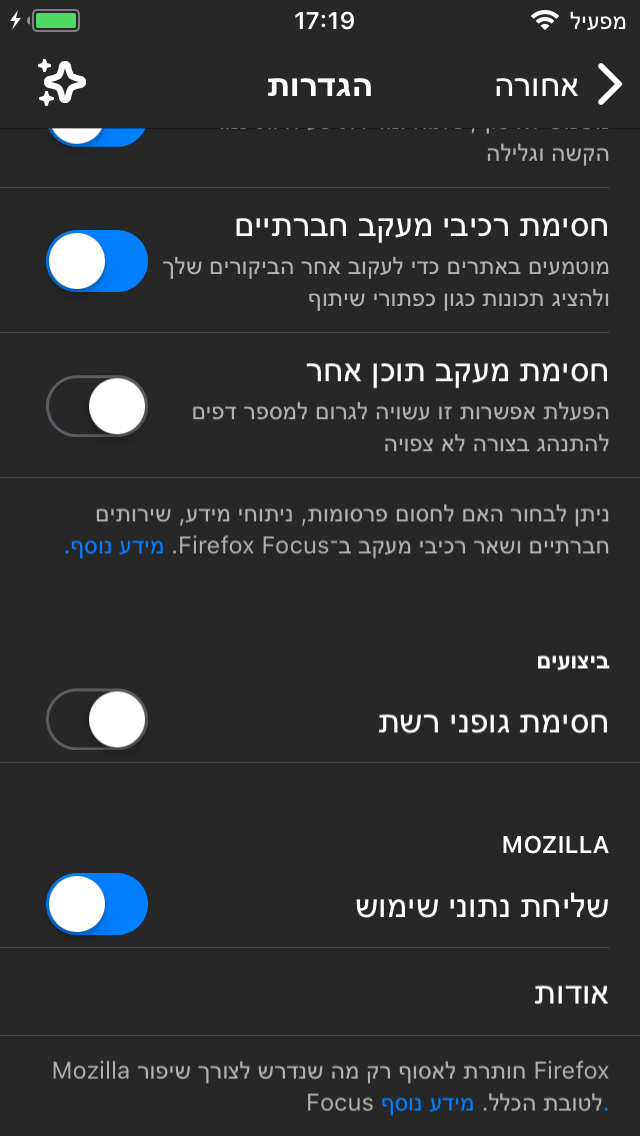 מפעיל 17:19
אחורה הגדרות
הקשה וגלילה
חסימת רכיבי מעקב חברתיים
מוטמעים באתרים כדי לעקוב אחר הביקורים שלך
ולהציג תכונות כגון כפתורי שיתוף
חסימת מעקב תוכן אחר
הפעלת אפשרות זו עשויה לגרום למספר דפים
להתנהג בצורה לא צפויה
ניתן לבחור האם לחסום פרסומות, ניתוחי מידע, שירותים
חברתיים ושאר רכיבי מעקב ב־Firefox Focus. מידע נוסף.
ביצועים
חסימת גופני רשת
MOZILLA
שליחת נתוני שימוש
אודות
Firefox חותרת לאסוף רק מה שנדרש לצורך שיפור Mozilla
.לטובת הכלל. מידע נוסף Focus